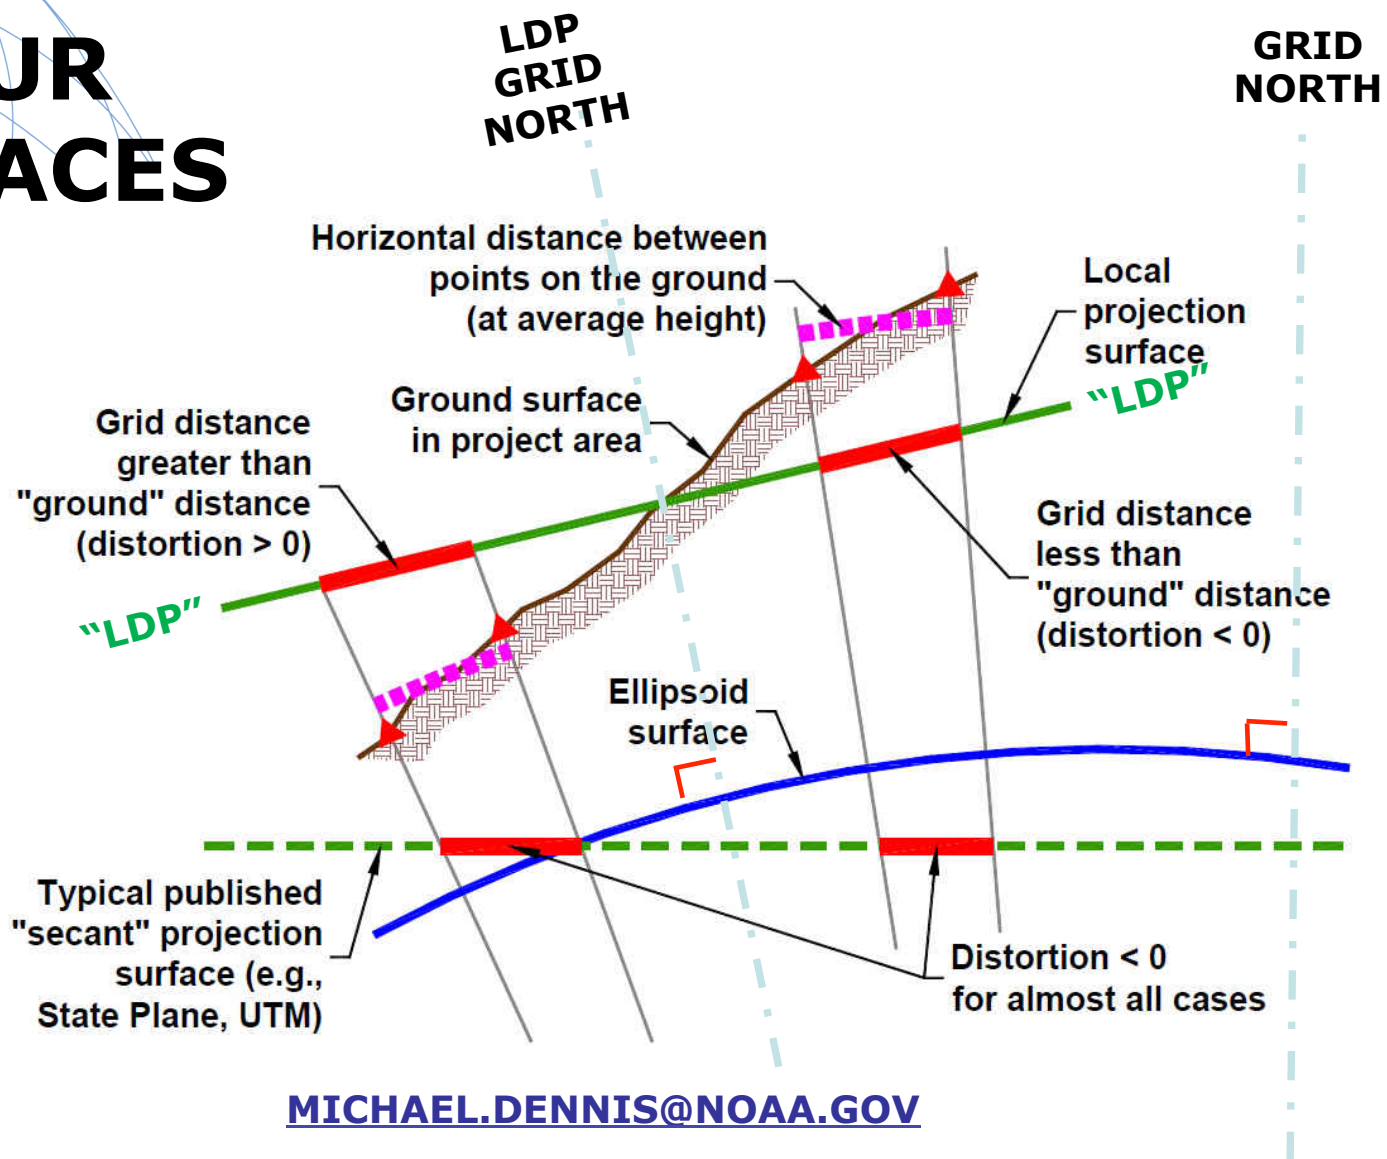 UR
ACES
LDP
GRID
NORTH
GRID
NORTH
Horizontal distance between
points on the ground
(at average height)
Local
projection
surface
"LDP"
Ground surface
in project area
Grid distance
greater than
"ground" distance
(distortion > 0)
"LDP"
Grid distance
less than
"ground" distance
(distortion < 0)
Ellipsoid
surface
Typical published
"secant" projection
surface (e.g.,
State Plane, UTM)
Distortion < 0
for almost all cases
MICHAEL.DENNIS@NOAA.GOV